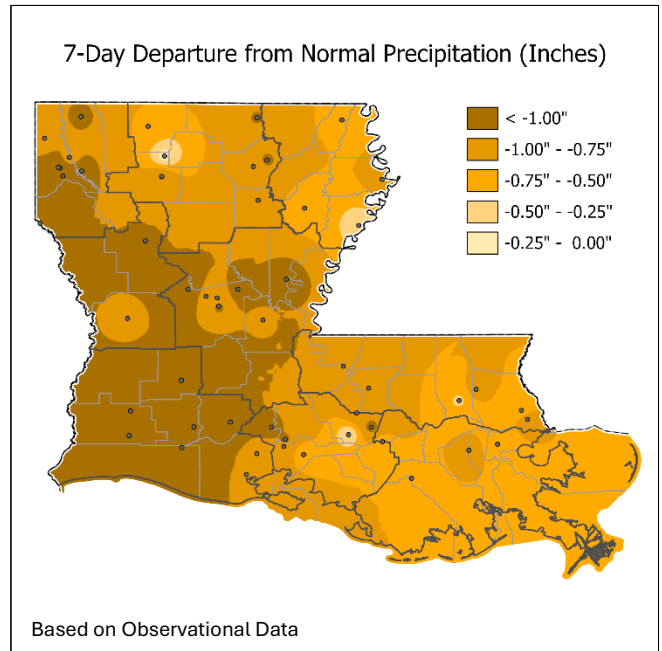 7-Day Departure from Normal Precipitation (Inches)
< -1.00"
-1.00" - -0.75"
-0.75" - -0.50"
-0.50" - -0.25"
-0.25" - 0.00"
Based on Observational Data